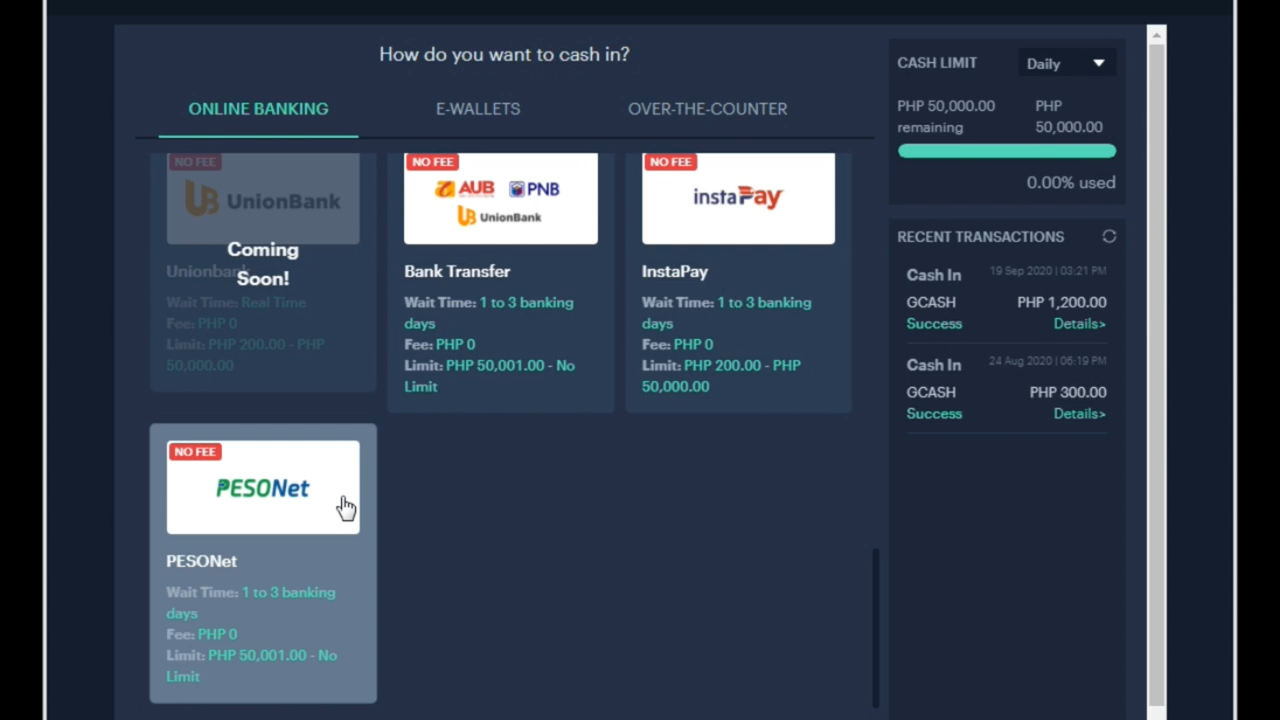 How do you want to cash in?
ONLINE BANKING
E-WALLETS
OVER-THE-COUNTER
NO FEE
UnionBank
Coming
Soon!
Unionbank
Wait Time: Real Time
Fee: PHP 0
Limit: PHP 200.00 - PHP
50,000.00
NO FEE
AUB
PNB
UnionBank
Bank Transfer
Wait Time: 1 to 3 banking
days
Fee: PHP 0
Limit: PHP 50,001.00 - No
Limit
NO FEE
instaPay
InstaPay
Wait Time: 1 to 3 banking
days
Fee: PHP 0
Limit: PHP 200.00 - PHP
50,000.00
NO FEE
PESONet
PESONet
Wait Time: 1 to 3 banking
days
Fee: PHP 0
Limit: PHP 50,001.00 - No
Limit
CASH LIMIT
Daily
PHP 50,000.00
remaining
PHP
50,000.00
0.00% used
RECENT TRANSACTIONS
Cash In
19 Sep 2020 | 03:21 PM
GCASH
PHP 1,200.00
Success
Details>
Cash In
24 Aug 2020 | 06:19 PM
GCASH
PHP 300.00
Success
Details>